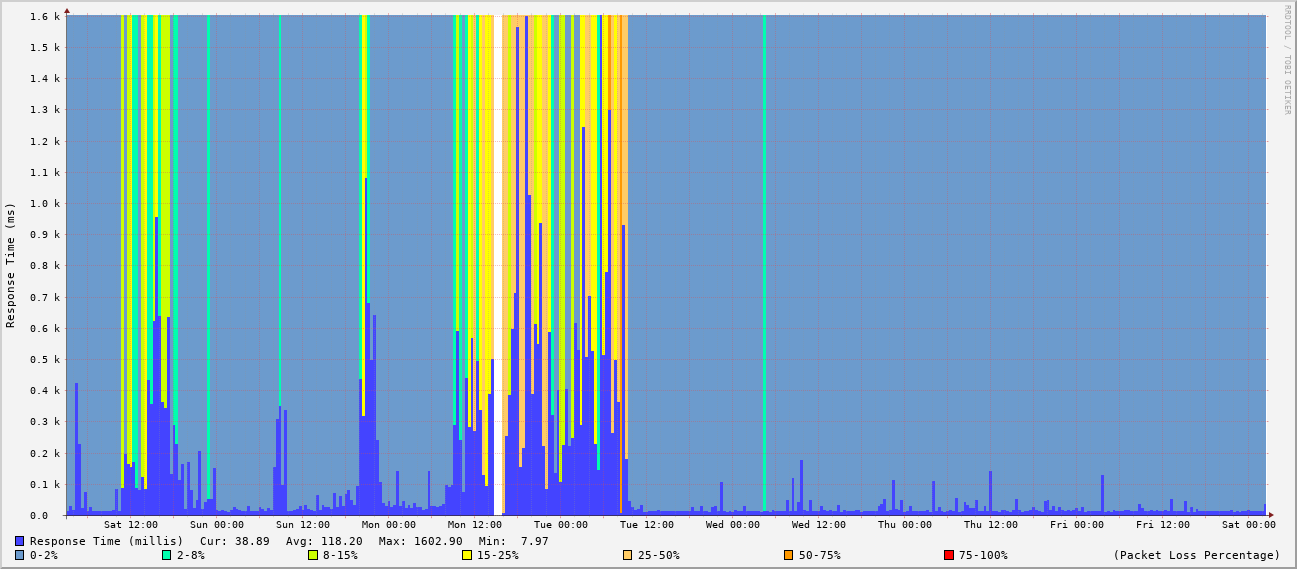 1.6 k
1.5 k
1.4 k
1.3 k
1.2 k
1.1 k
1.0 k
0.9 k
0.8 k
0.7 k
0.6 k
0.5 k
0.4 k
0.3 k
0.2 k
0.1 k
0.0
Response Time (ms)
RRDTOOL / TOBI OETIKER
Sat 12:00 Sun 00:00 Sun 12:00 Mon 00:00 Mon 12:00 Tue 00:00 Tue 12:00 Wed 00:00 Wed 12:00 Thu 00:00 Thu 12:00 Fri 00:00 Fri 12:00 Sat 00:00
Response Time (millis) Cur: 38.89 Avg: 118.20 Max: 1602.90 Min: 7.97
0-2% 2-8% 8-15% 15-25% 25-50% 50-75% 75-100% (Packet Loss Percentage)